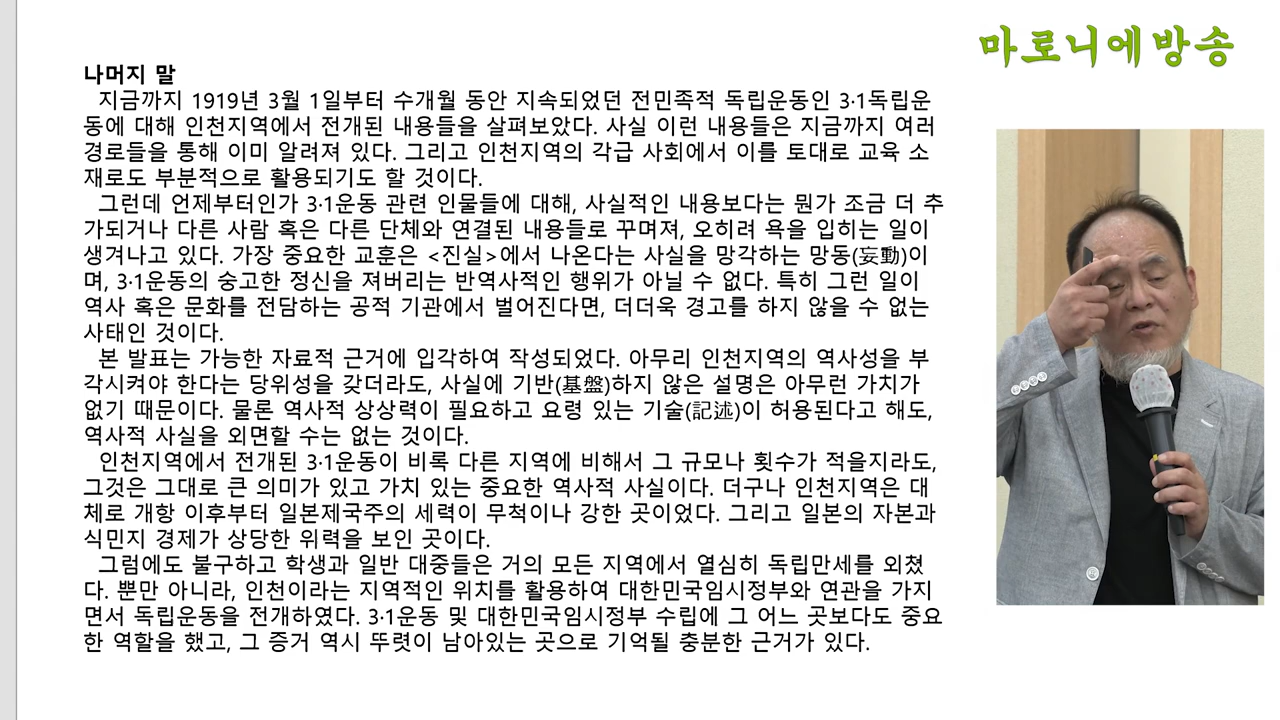 마로니에방송
나머지 말
지금까지 1919년 3월 1일부터 수개월 동안 지속되었던 전민족적 독립운동인 3·1독립운
동에 대해 인천지역에서 전개된 내용들을 살펴보았다. 사실 이런 내용들은 지금까지 여러
경로들을 통해 이미 알려져 있다. 그리고 인천지역의 각급 사회에서 이를 토대로 교육 소
재로도 부분적으로 활용되기도 할 것이다.
그런데 언제부터인가 3·1운동 관련 인물들에 대해, 사실적인 내용보다는 뭔가 조금 더 추
가되거나 다른 사람 혹은 다른 단체와 연결된 내용들로 꾸며져, 오히려 욕을 입히는 일이
생겨나고 있다. 가장 중요한 교훈은 <진실>에서 나온다는 사실을 망각하는 망동(妄動)이
며, 3·1운동의 숭고한 정신을 져버리는 반역사적인 행위가 아닐 수 없다. 특히 그런 일이
역사 혹은 문화를 전담하는 공적 기관에서 벌어진다면, 더더욱 경고를 하지 않을 수 없는
사태인 것이다.
본 발표는 가능한 자료적 근거에 입각하여 작성되었다. 아무리 인천지역의 역사성을 부
각시켜야 한다는 당위성을 갖더라도, 사실에 기반(基盤)하지 않은 설명은 아무런 가치가
없기 때문이다. 물론 역사적 상상력이 필요하고 요령 있는 기술(記述)이 허용된다고 해도,
역사적 사실을 외면할 수는 없는 것이다.
인천지역에서 전개된 3·1운동이 비록 다른 지역에 비해서 그 규모나 횟수가 적을지라도,
그것은 그대로 큰 의미가 있고 가치 있는 중요한 역사적 사실이다. 더구나 인천지역은 대
체로 개항 이후부터 일본제국주의 세력이 무척이나 강한 곳이었다. 그리고 일본의 자본과
식민지 경제가 상당한 위력을 보인 곳이다.
그럼에도 불구하고 학생과 일반 대중들은 거의 모든 지역에서 열심히 독립만세를 외쳤
다. 뿐만 아니라, 인천이라는 지역적인 위치를 활용하여 대한민국임시정부와 연관을 가지
면서 독립운동을 전개하였다. 3·1운동 및 대한민국임시정부 수립에 그 어느 곳보다도 중요
한 역할을 했고, 그 증거 역시 뚜렷이 남아있는 곳으로 기억될 충분한 근거가 있다.